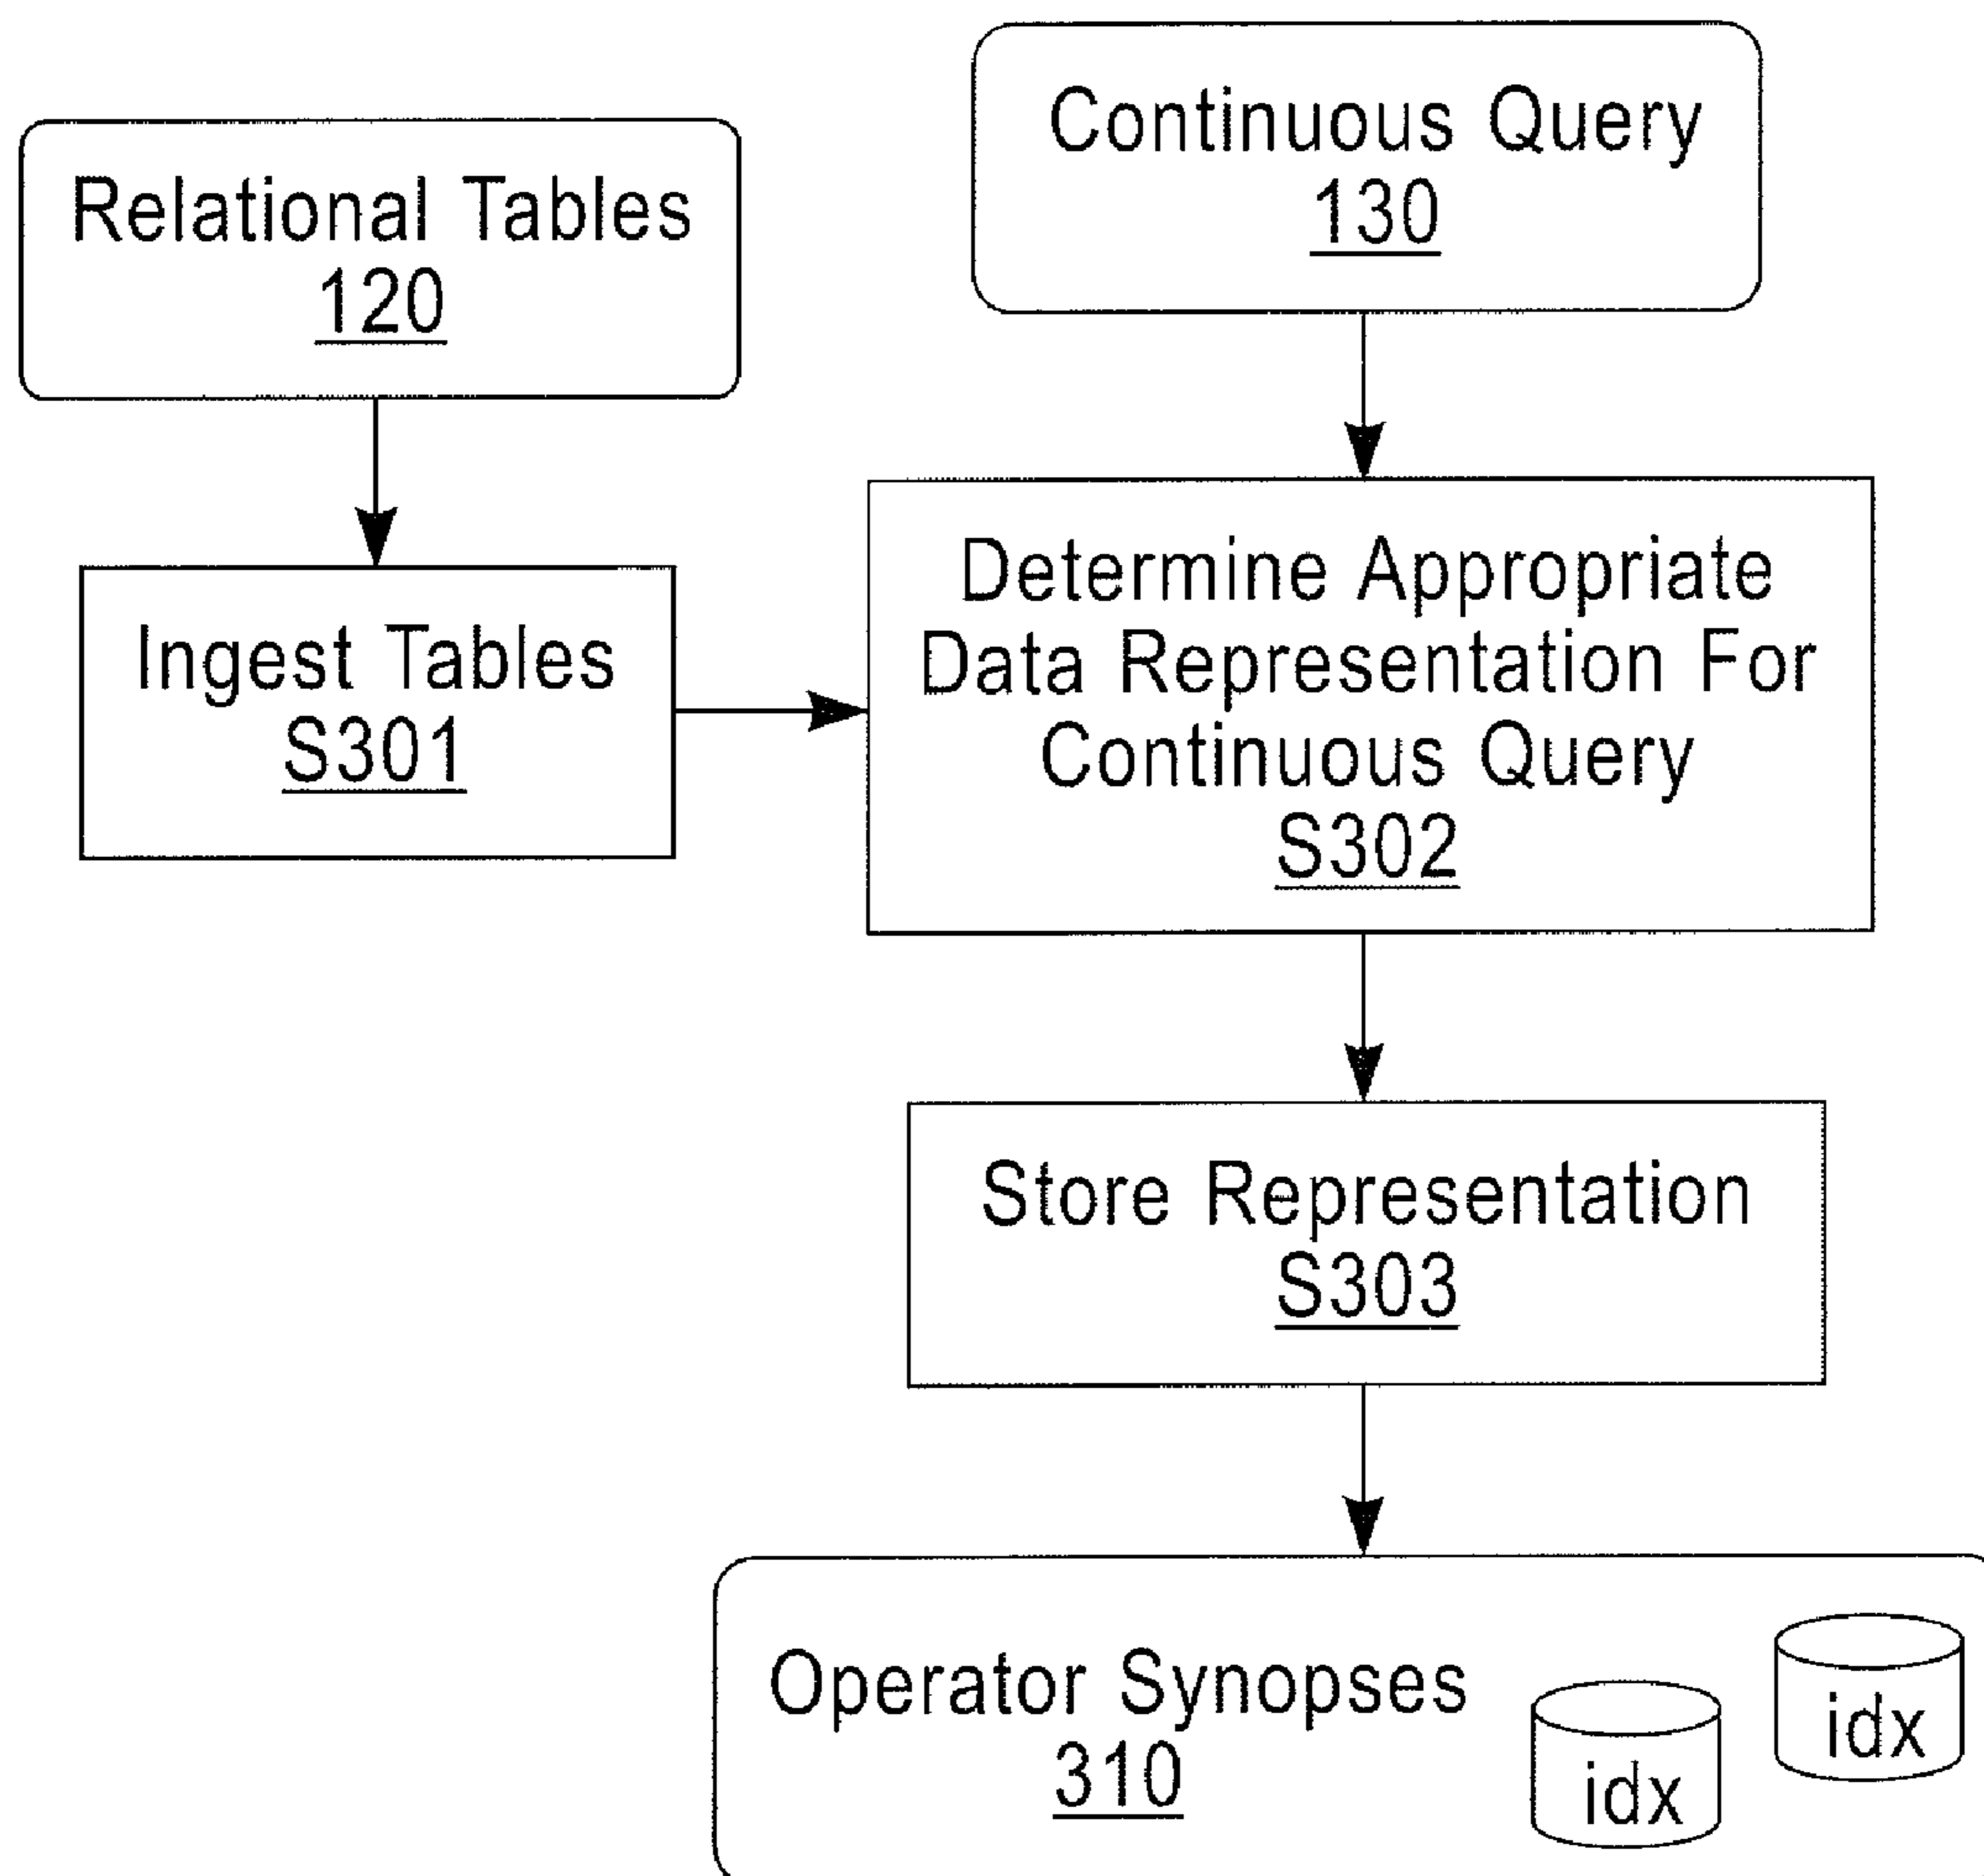 Continuous Query
130
Relational Tables
120
Ingest Tables
S301
Determine Appropriate
Data Representation For
Continuous Query
S302
Store Representation
S303
Operator Synopses
310
idx
idx